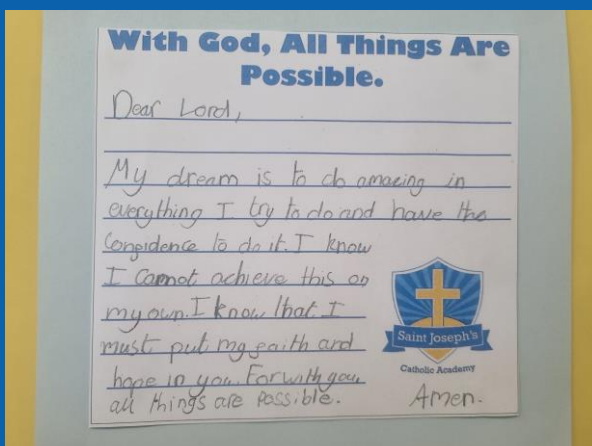 With God, All Things Are
Possible.
Dear Lord,
My dream is to do amazing in
everything I try to do and have the
confidence to do it. I know
I cannot achieve this on
my own. I know that I
must put my faith and
hope in you. For with you
all things are possible.
Saint Joseph's
Catholic Academy
Amen.